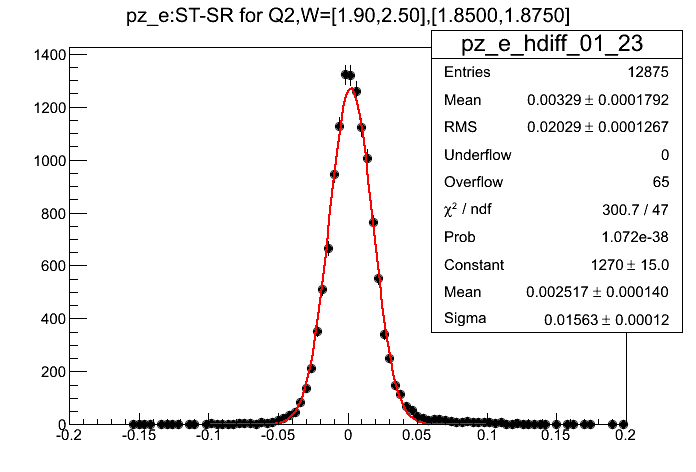 pz_e:ST-SR for Q2,W=[1.90,2.50],[1.8500,1.8750]
pz_e_hdiff_01_23
Entries 12875
Mean 0.00329 ± 0.0001792
RMS 0.02029 ± 0.0001267
Underflow 0
Overflow 65
χ² / ndf 300.7 / 47
Prob 1.072e-38
Constant 1270 ± 15.0
Mean 0.002517 ± 0.000140
Sigma 0.01563 ± 0.00012
1400
1200
1000
800
600
400
200
0
-0.2 -0.15 -0.1 -0.05 0 0.05 0.1 0.15 0.2